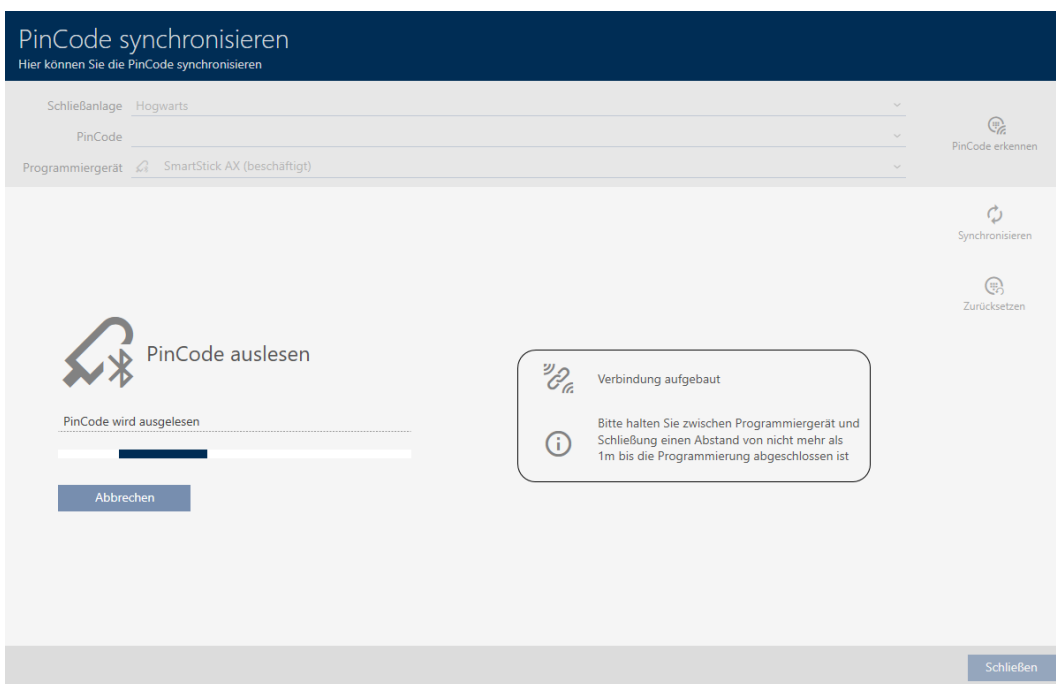 PinCode synchronisieren
Hier können Sie die PinCode synchronisieren
Schließanlage Hogwarts
PinCode
Programmiergerät SmartStick AX (beschäftigt)
PinCode erkennen
Synchronisieren
Zurücksetzen
PinCode auslesen
PinCode wird ausgelesen
Abbrechen
Verbindung aufgebaut
Bitte halten Sie zwischen Programmiergerät und
Schließung einen Abstand von nicht mehr als
1m bis die Programmierung abgeschlossen ist
Schließen